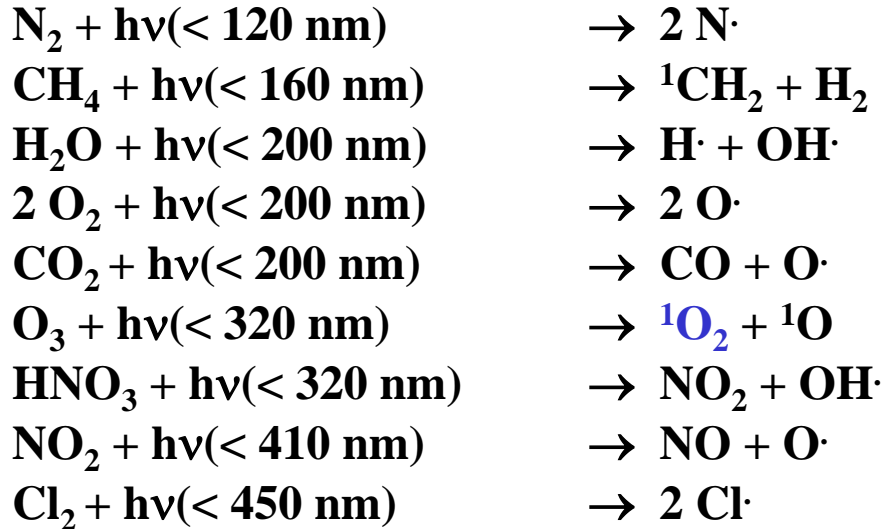 N₂ + hν(< 120 nm) → 2 N·
CH₄ + hν(< 160 nm) → ¹CH₂ + H₂
H₂O + hν(< 200 nm) → H· + OH·
2 O₂ + hν(< 200 nm) → 2 O·
CO₂ + hν(< 200 nm) → CO + O·
O₃ + hν(< 320 nm) → ¹O₂ + ¹O
HNO₃ + hν(< 320 nm) → NO₂ + OH·
NO₂ + hν(< 410 nm) → NO + O·
Cl₂ + hν(< 450 nm) → 2 Cl·